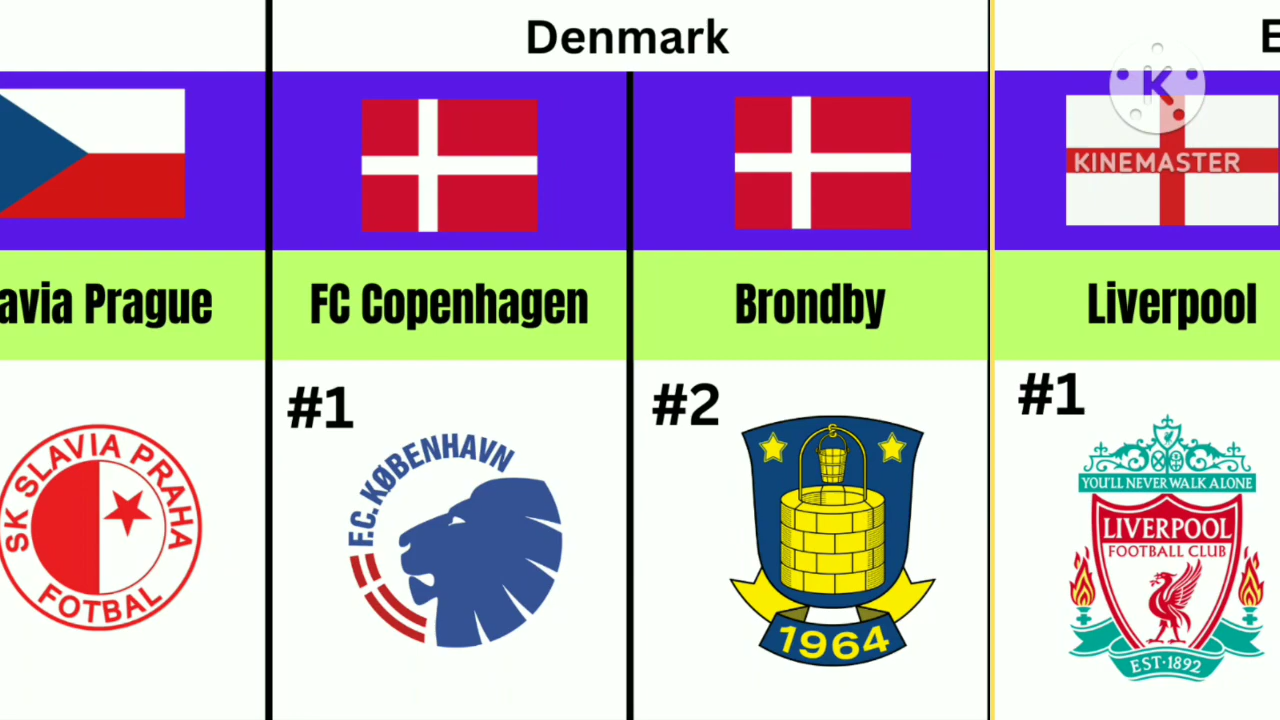 Denmark
E
KINEMASTER
avia Prague
FC Copenhagen
Brondby
Liverpool
#1
#2
#1
SK SLAVIA PRAHA
FOTBAL
F.C. KØBENHAVN
1964
YOU'LL NEVER WALK ALONE
LIVERPOOL
FOOTBALL CLUB
EST·1892